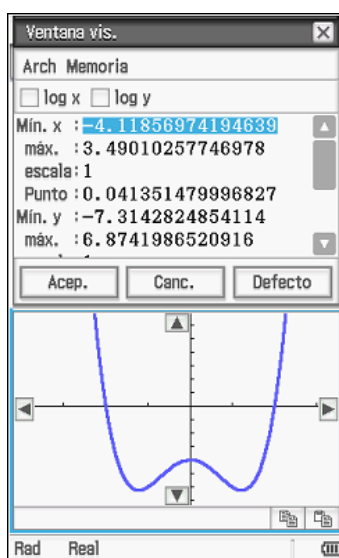 Ventana vis.
Arch Memoria
log x log y
Mín. x :-4.11856974194639
máx. :3.49010257746978
escala:1
Punto :0.041351479996827
Mín. y :-7.3142824854114
máx. :6.8741986520916
Acep. Canc. Defecto
Rad Real